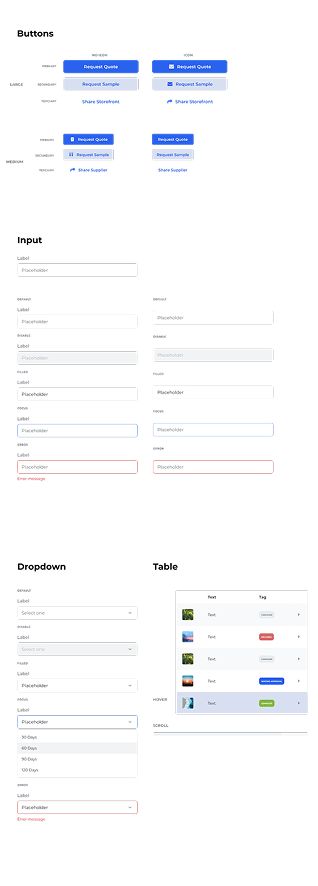 Buttons
NO ICON
ICON
PRIMARY
Request Quote
Request Quote
LARGE
SECONDARY
Request Sample
Request Sample
TERTIARY
Share Storefront
Share Storefront
PRIMARY
Request Quote
Request Quote
MEDIUM
SECONDARY
Request Sample
Request Sample
TERTIARY
Share Supplier
Share Supplier
Input
Label
Placeholder
DEFAULT
DEFAULT
Label
Placeholder
Placeholder
DISABLE
DISABLE
Label
Placeholder
Placeholder
FILLED
FILLED
Label
Placeholder
Placeholder
FOCUS
FOCUS
Label
Placeholder
Placeholder
ERROR
ERROR
Label
Placeholder
Placeholder
Error message
Dropdown
Table
DEFAULT
Label
Select one
DISABLE
Label
Select one
FILLED
Label
Placeholder
FOCUS
Label
Placeholder
30 Days
60 Days
90 Days
120 Days
ERROR
Label
Placeholder
Error message
Text
Tag
Text
Text
Text
Text
HOVER
Text
SCROLL